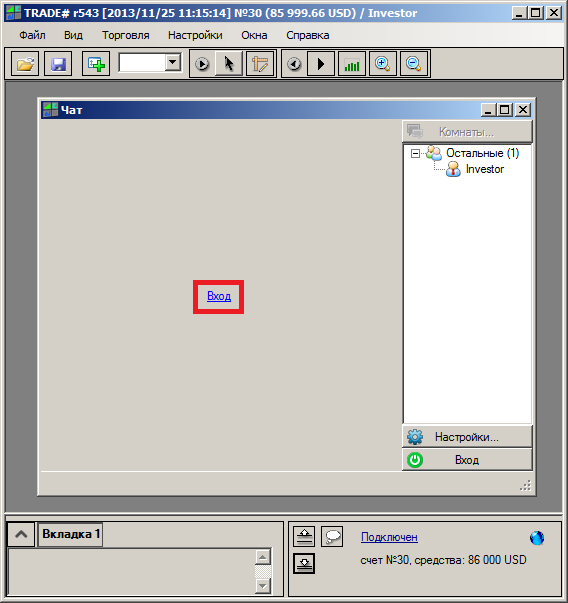 TRADE# r543 [2013/11/25 11:15:14] №30 (85 999.66 USD) / Investor
Файл Вид Торговля Настройки Окна Справка
Чат
Комнаты...
Остальные (1)
Investor
Вход
Настройки...
Вход
Вкладка 1
Подключен
счет №30, средства: 86 000 USD